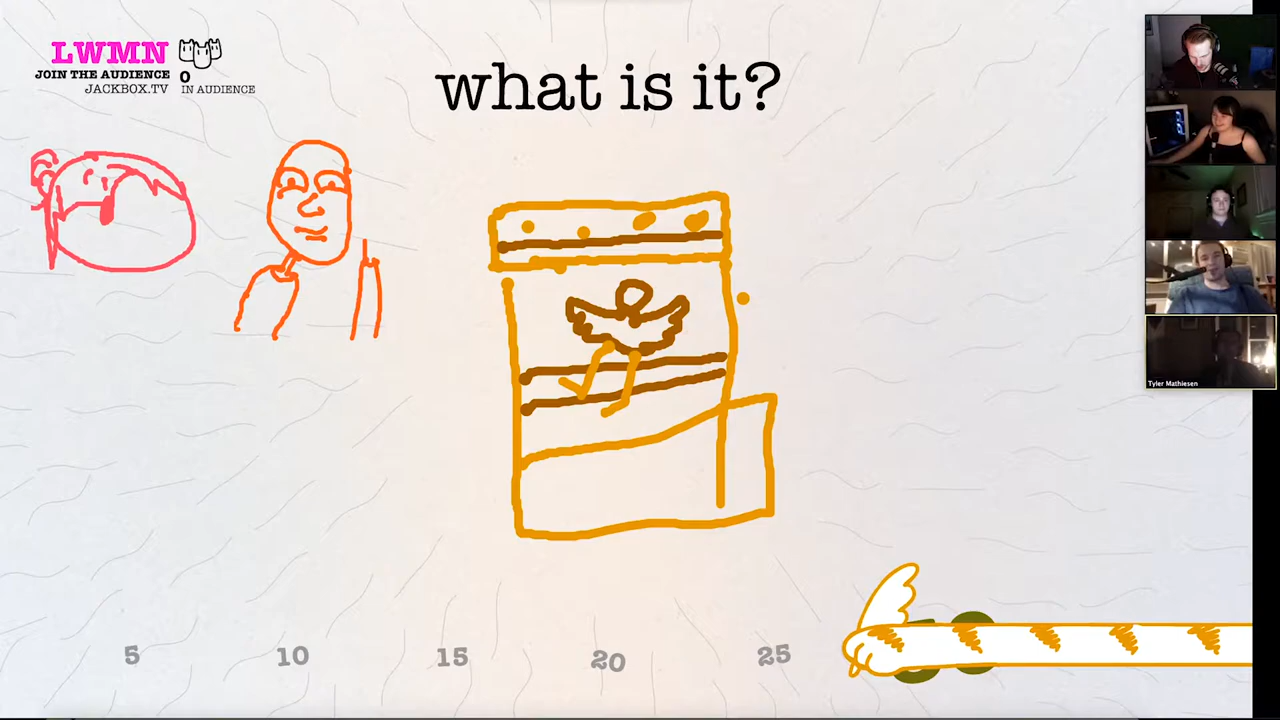 LWMN
JOIN THE AUDIENCE
JACKBOX.TV
0
IN AUDIENCE
what is it?
5 10 15 20 25
Tyler Mathiesen